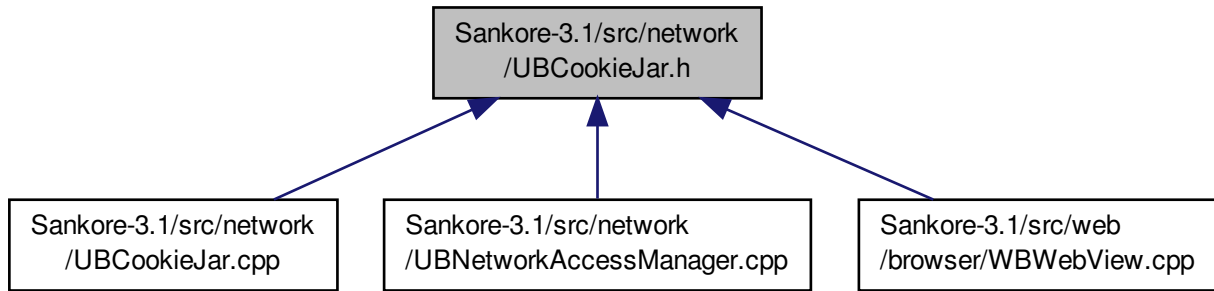 Sankore-3.1/src/network
/UBCookieJar.h
Sankore-3.1/src/network
/UBCookieJar.cpp
Sankore-3.1/src/network
/UBNetworkAccessManager.cpp
Sankore-3.1/src/web
/browser/WBWebView.cpp